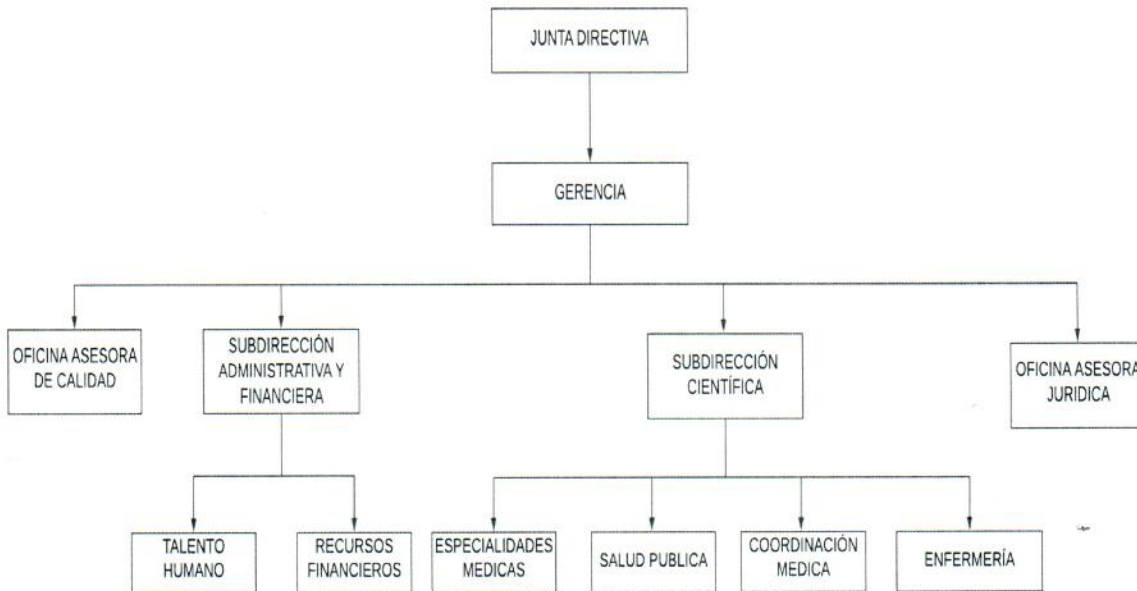 JUNTA DIRECTIVA
GERENCIA
OFICINA ASESORA
DE CALIDAD
SUBDIRECCIÓN
ADMINISTRATIVA Y
FINANCIERA
SUBDIRECCIÓN
CIENTÍFICA
OFICINA ASESORA
JURIDICA
TALENTO
HUMANO
RECURSOS
FINANCIEROS
ESPECIALIDADES
MEDICAS
SALUD PUBLICA
COORDINACIÓN
MEDICA
ENFERMERÍA